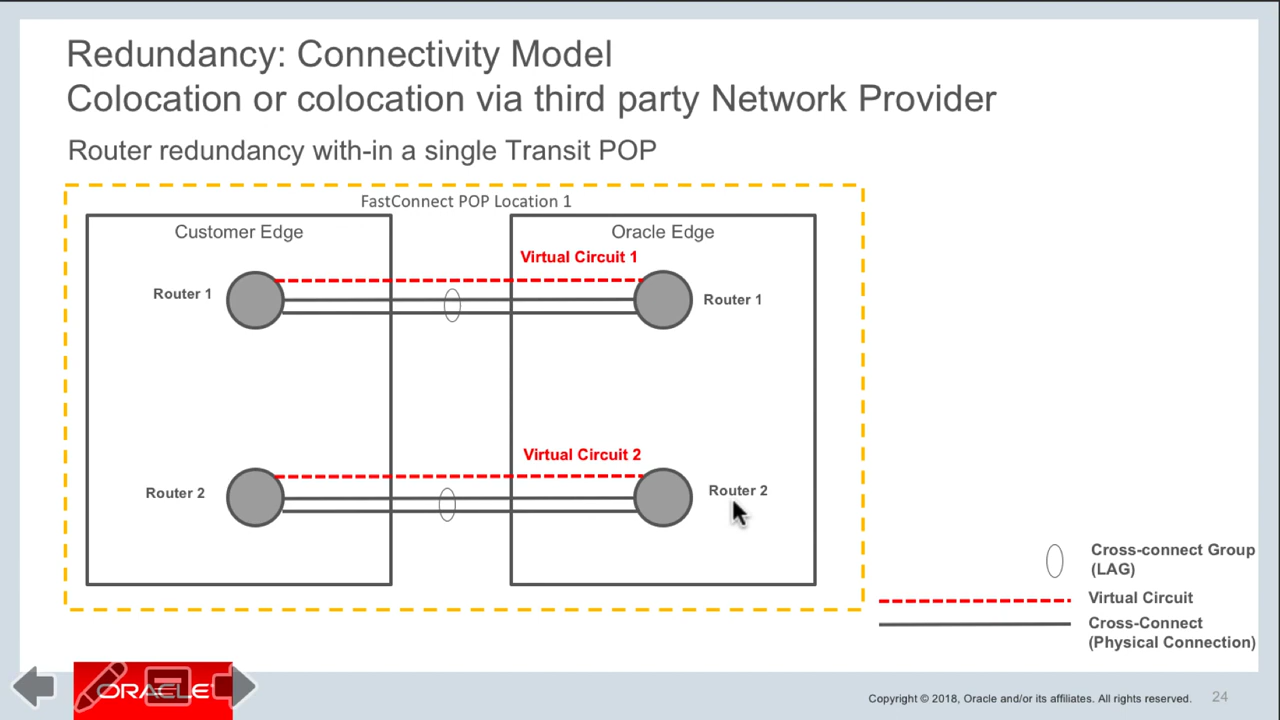 Redundancy: Connectivity Model
Colocation or colocation via third party Network Provider
Router redundancy with-in a single Transit POP
FastConnect POP Location 1
Customer Edge
Oracle Edge
Virtual Circuit 1
Router 1
Router 1
Virtual Circuit 2
Router 2
Router 2
Cross-connect Group
(LAG)
Virtual Circuit
Cross-Connect
(Physical Connection)
ORACLE
Copyright © 2018, Oracle and/or its affiliates. All rights reserved.
24